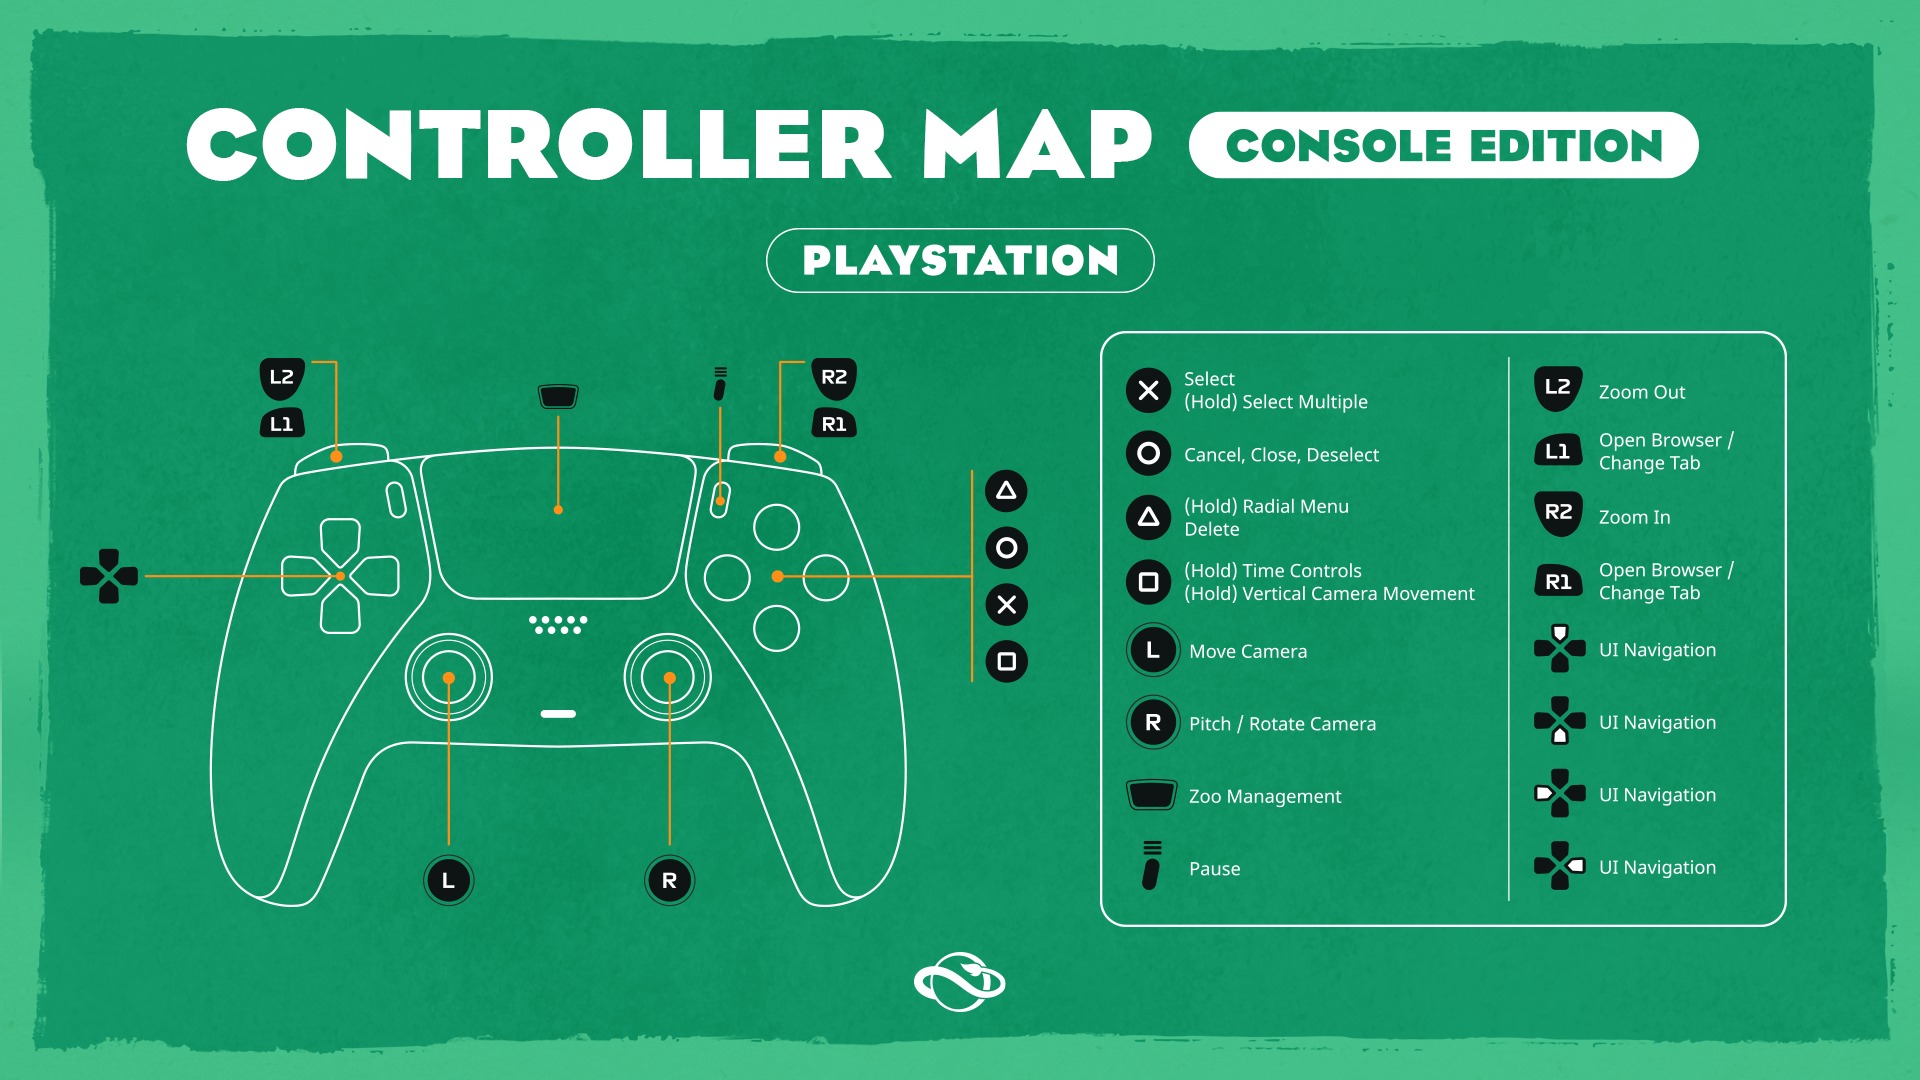 CONTROLLER MAP
CONSOLE EDITION
PLAYSTATION
L2
L1
R2
R1
L
R
Select
(Hold) Select Multiple
Cancel, Close, Deselect
(Hold) Radial Menu
Delete
(Hold) Time Controls
(Hold) Vertical Camera Movement
L Move Camera
R Pitch / Rotate Camera
Zoo Management
Pause
L2 Zoom Out
L1 Open Browser /
Change Tab
R2 Zoom In
R1 Open Browser /
Change Tab
UI Navigation
UI Navigation
UI Navigation
UI Navigation